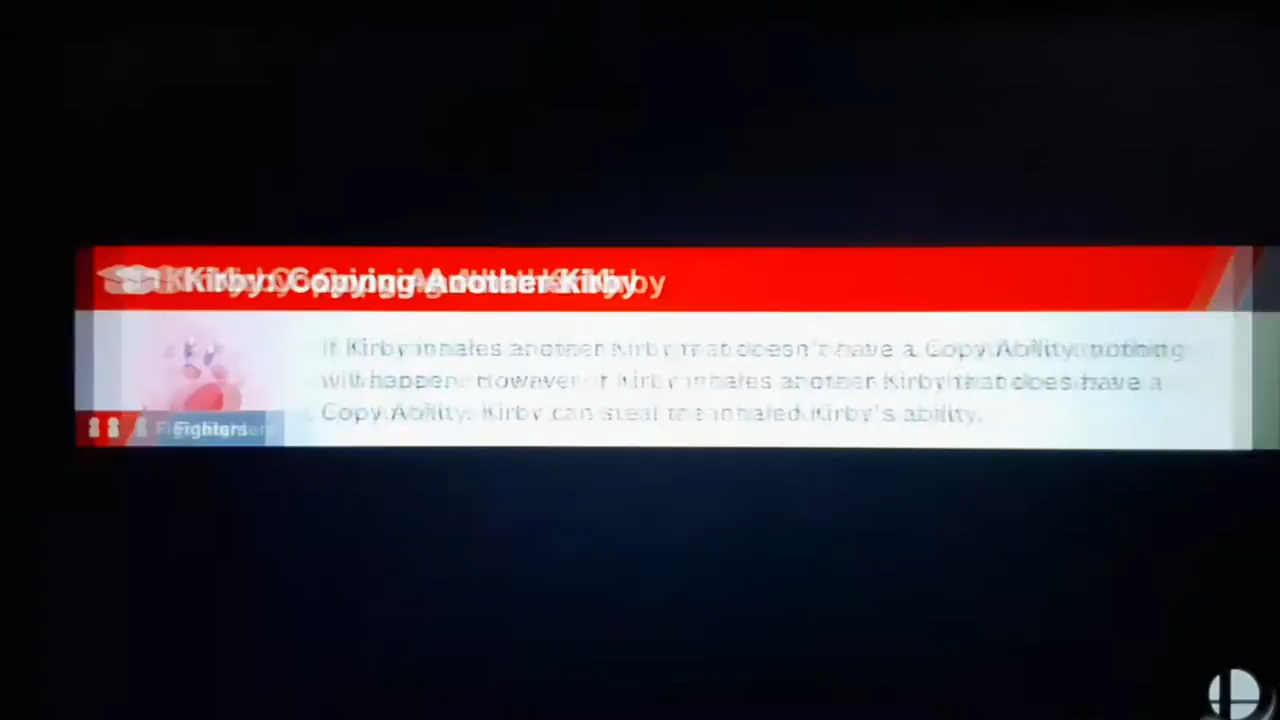 Kirby: Copying Another Kirby
If Kirby inhales another Kirby that doesn't have a Copy Ability, nothing
will happen. However if Kirby inhales another Kirby that does have a
Copy Ability, Kirby can steal the inhaled Kirby's ability.
Fighters